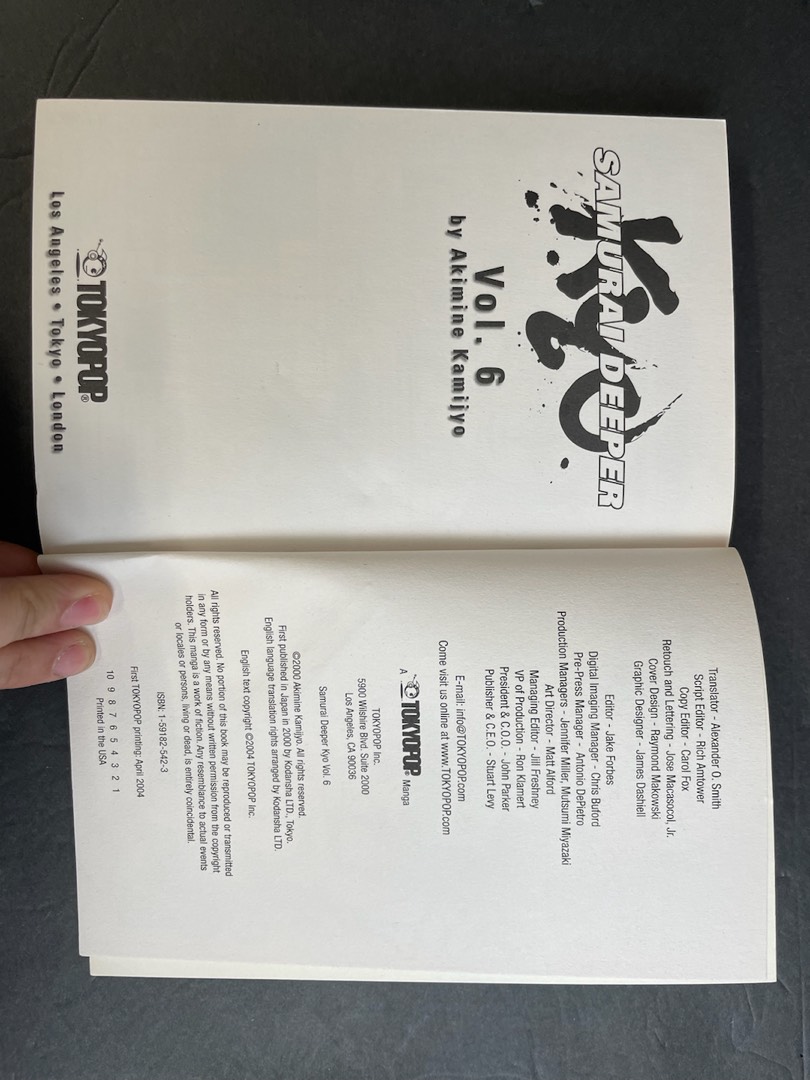 SAMURAI DEEPER
Kyo
Vol. 6
by Akimine Kamijyo
TOKYOPOP®
Los Angeles • Tokyo • London
Translator - Alexander O. Smith
Script Editor - Rich Amtower
Copy Editor - Carol Fox
Retouch and Lettering - Jose Macasocol, Jr.
Cover Design - Raymond Makowski
Graphic Designer - James Dashiell
Editor - Jake Forbes
Digital Imaging Manager - Chris Buford
Pre-Press Manager - Antonio DePietro
Production Managers - Jennifer Miller, Mutsumi Miyazaki
Art Director - Matt Alford
Managing Editor - Jill Freshney
VP of Production - Ron Klamert
President & C.O.O. - John Parker
Publisher & C.E.O. - Stuart Levy
E-mail: info@TOKYOPOP.com
Come visit us online at www.TOKYOPOP.com
A TOKYOPOP® Manga
TOKYOPOP Inc.
5900 Wilshire Blvd. Suite 2000
Los Angeles, CA 90036
Samurai Deeper Kyo Vol. 6
©2000 Akimine Kamijyo. All rights reserved.
First published in Japan in 2000 by Kodansha LTD., Tokyo.
English language translation rights arranged by Kodansha LTD.
English text copyright ©2004 TOKYOPOP Inc.
All rights reserved. No portion of this book may be reproduced or transmitted
in any form or by any means without written permission from the copyright
holders. This manga is a work of fiction. Any resemblance to actual events
or locales or persons, living or dead, is entirely coincidental.
ISBN: 1-59182-542-3
First TOKYOPOP printing: April 2004
10 9 8 7 6 5 4 3 2 1
Printed in the USA